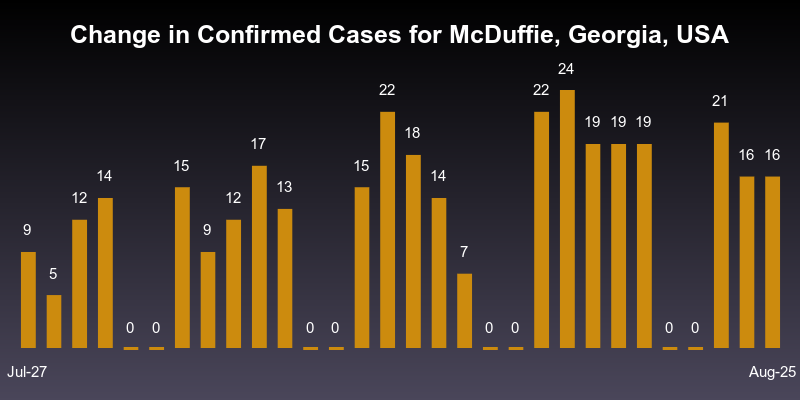 Change in Confirmed Cases for McDuffie, Georgia, USA
9 5 12 14 0 0 15 9 12 17 13 0 0 15 22 18 14 7 0 0 22 24 19 19 19 0 0 21 16 16
Jul-27 Aug-25